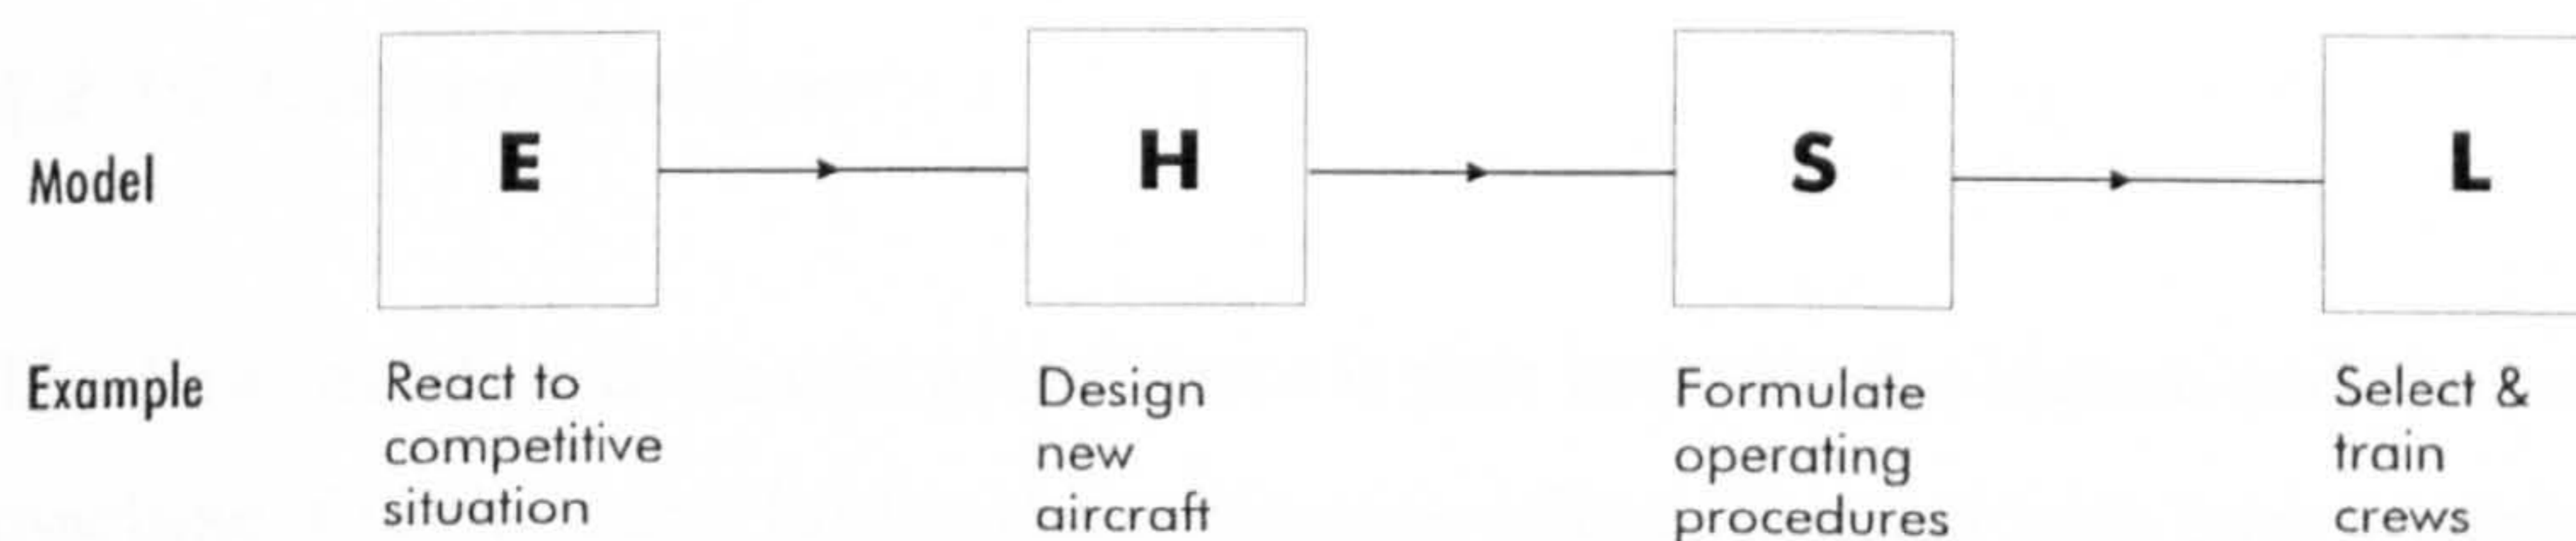 Model E H S L
Example React to Design Formulate Select &
competitive new operating train
situation aircraft procedures crews